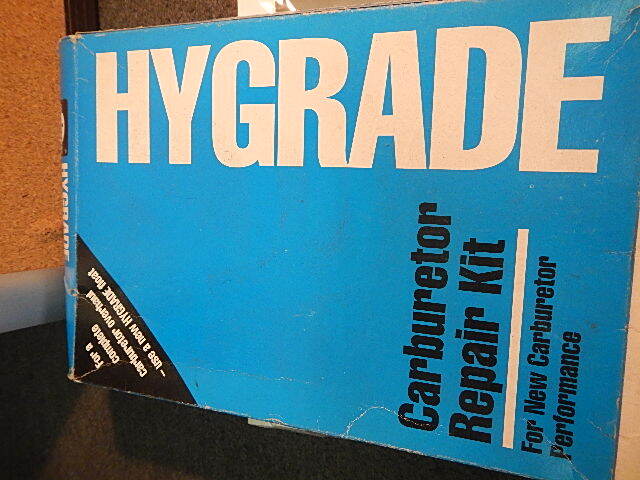 HYGRADE
Carburetor
Repair Kit
For New Carburetor
Performance
For a
complete
carburetor overhaul
—use a new HYGRADE float
HYGRADE